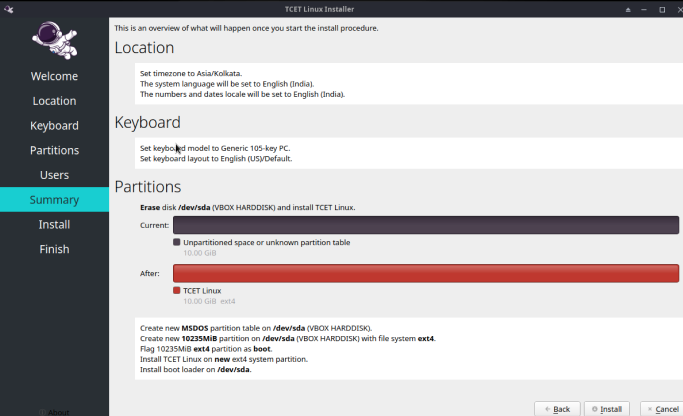 TCET Linux Installer
This is an overview of what will happen once you start the install procedure.
Location
Set timezone to Asia/Kolkata.
The system language will be set to English (India).
The numbers and dates locale will be set to English (India).
Keyboard
Set keyboard model to Generic 105-key PC.
Set keyboard layout to English (US)/Default.
Partitions
Erase disk /dev/sda (VBOX HARDDISK) and install TCET Linux.
Current:
Unpartitioned space or unknown partition table
10.00 GiB
After:
TCET Linux
10.00 GiB ext4
Create new MSDOS partition table on /dev/sda (VBOX HARDDISK).
Create new 10235MiB partition on /dev/sda (VBOX HARDDISK) with file system ext4.
Flag 10235MiB ext4 partition as boot.
Install TCET Linux on new ext4 system partition.
Install boot loader on /dev/sda.
Welcome
Location
Keyboard
Partitions
Users
Summary
Install
Finish
About
Back
Install
Cancel